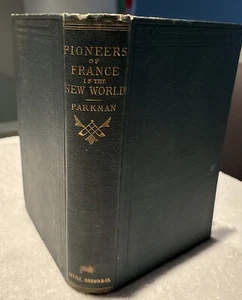 PIONEERS
OF
FRANCE
IN THE
NEW WORLD
PARKMAN
LITTLE, BROWN & CO.